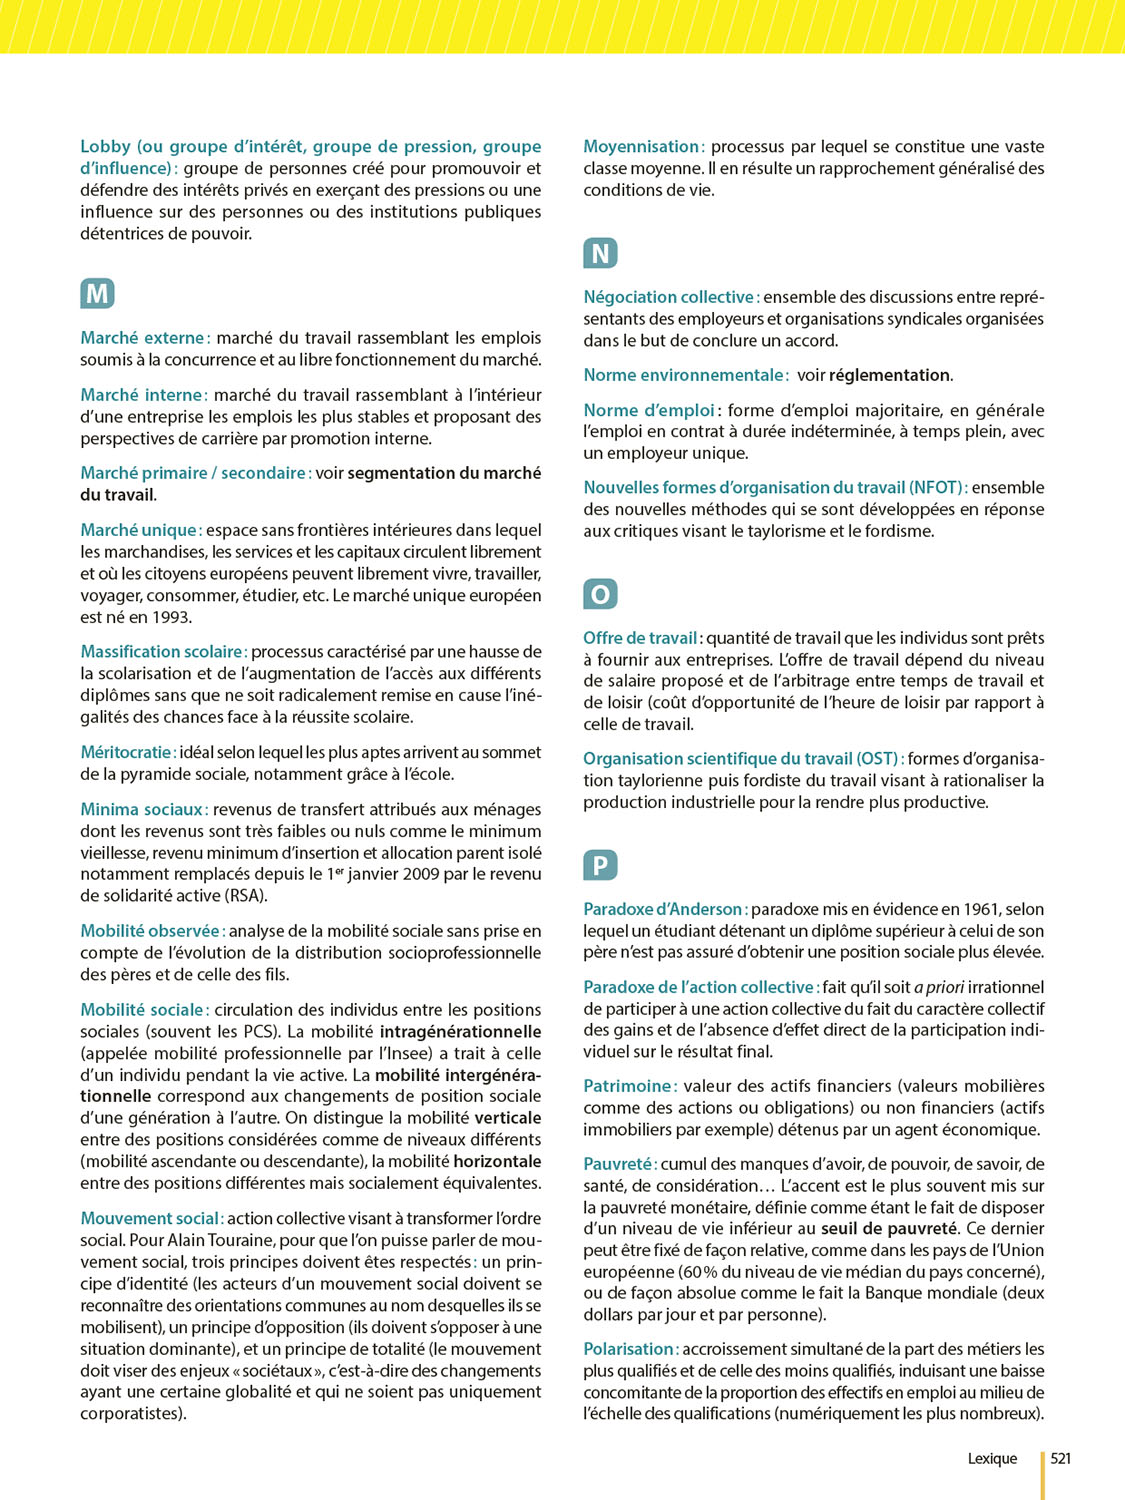 Lobby (ou groupe d’intérêt, groupe de pression, groupe
d’influence) : groupe de personnes créé pour promouvoir et
défendre des intérêts privés en exerçant des pressions ou une
influence sur des personnes ou des institutions publiques
détentrices de pouvoir.
M
Marché externe : marché du travail rassemblant les emplois
soumis à la concurrence et au libre fonctionnement du marché.
Marché interne : marché du travail rassemblant à l’intérieur
d’une entreprise les emplois les plus stables et proposant des
perspectives de carrière par promotion interne.
Marché primaire / secondaire : voir segmentation du marché
du travail.
Marché unique : espace sans frontières intérieures dans lequel
les marchandises, les services et les capitaux circulent librement
et où les citoyens européens peuvent librement vivre, travailler,
voyager, consommer, étudier, etc. Le marché unique européen
est né en 1993.
Massification scolaire : processus caractérisé par une hausse de
la scolarisation et de l‘augmentation de l’accès aux différents
diplômes sans que ne soit radicalement remise en cause l’iné-
galités des chances face à la réussite scolaire.
Méritocratie : idéal selon lequel les plus aptes arrivent au sommet
de la pyramide sociale, notamment grâce à l’école.
Minima sociaux : revenus de transfert attribués aux ménages
dont les revenus sont très faibles ou nuls comme le minimum
vieillesse, revenu minimum d’insertion et allocation parent isolé
notamment remplacés depuis le 1er janvier 2009 par le revenu
de solidarité active (RSA).
Mobilité observée : analyse de la mobilité sociale sans prise en
compte de l’évolution de la distribution socioprofessionnelle
des pères et de celle des fils.
Mobilité sociale : circulation des individus entre les positions
sociales (souvent les PCS). La mobilité intragénérationnelle
(appelée mobilité professionnelle par l’Insee) a trait à celle
d’un individu pendant la vie active. La mobilité intergénéra-
tionnelle correspond aux changements de position sociale
d’une génération à l’autre. On distingue la mobilité verticale
entre des positions considérées comme de niveaux différents
(mobilité ascendante ou descendante), la mobilité horizontale
entre des positions différentes mais socialement équivalentes.
Mouvement social : action collective visant à transformer l’ordre
social. Pour Alain Touraine, pour que l’on puisse parler de mou-
vement social, trois principes doivent êtes respectés : un prin-
cipe d’identité (les acteurs d’un mouvement social doivent se
reconnaître des orientations communes au nom desquelles ils se
mobilisent), un principe d’opposition (ils doivent s’opposer à une
situation dominante), et un principe de totalité (le mouvement
doit viser des enjeux « sociétaux », c’est-à-dire des changements
ayant une certaine globalité et qui ne soient pas uniquement
corporatistes).
Moyennisation : processus par lequel se constitue une vaste
classe moyenne. Il en résulte un rapprochement généralisé des
conditions de vie.
N
Négociation collective : ensemble des discussions entre repré-
sentants des employeurs et organisations syndicales organisées
dans le but de conclure un accord.
Norme environnementale : voir réglementation.
Norme d’emploi : forme d’emploi majoritaire, en générale
l’emploi en contrat à durée indéterminée, à temps plein, avec
un employeur unique.
Nouvelles formes d’organisation du travail (NFOT) : ensemble
des nouvelles méthodes qui se sont développées en réponse
aux critiques visant le taylorisme et le fordisme.
O
Offre de travail : quantité de travail que les individus sont prêts
à fournir aux entreprises. L’offre de travail dépend du niveau
de salaire proposé et de l’arbitrage entre temps de travail et
de loisir (coût d’opportunité de l’heure de loisir par rapport à
celle de travail.
Organisation scientifique du travail (OST) : formes d’organisa-
tion taylorienne puis fordiste du travail visant à rationaliser la
production industrielle pour la rendre plus productive.
P
Paradoxe d’Anderson : paradoxe mis en évidence en 1961, selon
lequel un étudiant détenant un diplôme supérieur à celui de son
père n’est pas assuré d’obtenir une position sociale plus élevée.
Paradoxe de l’action collective : fait qu’il soit a priori irrationnel
de participer à une action collective du fait du caractère collectif
des gains et de l’absence d’effet direct de la participation indi-
viduel sur le résultat final.
Patrimoine : valeur des actifs financiers (valeurs mobilières
comme des actions ou obligations) ou non financiers (actifs
immobiliers par exemple) détenus par un agent économique.
Pauvreté : cumul des manques d’avoir, de pouvoir, de savoir, de
santé, de considération… L’accent est le plus souvent mis sur
la pauvreté monétaire, définie comme étant le fait de disposer
d’un niveau de vie inférieur au seuil de pauvreté. Ce dernier
peut être fixé de façon relative, comme dans les pays de l’Union
européenne (60 % du niveau de vie médian du pays concerné),
ou de façon absolue comme le fait la Banque mondiale (deux
dollars par jour et par personne).
Polarisation : accroissement simultané de la part des métiers les
plus qualifiés et de celle des moins qualifiés, induisant une baisse
concomitante de la proportion des effectifs en emploi au milieu de
l’échelle des qualifications (numériquement les plus nombreux).
Lexique 521